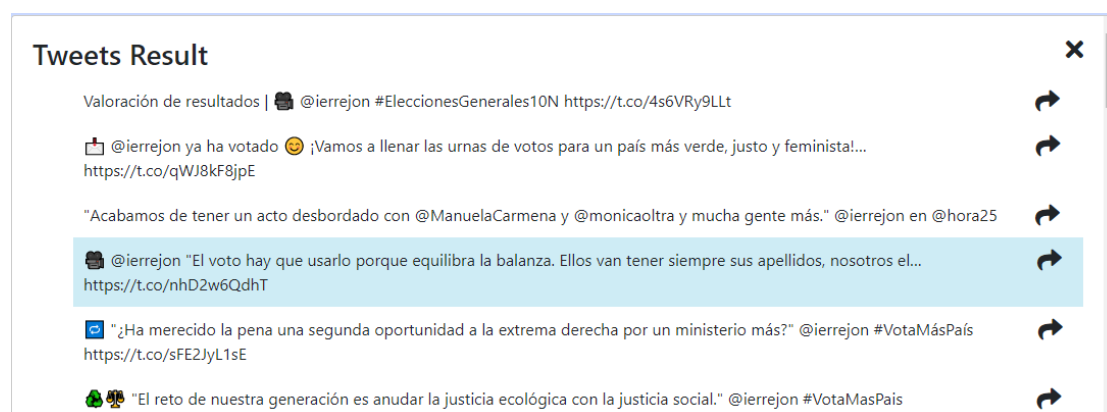 Tweets Result
Valoración de resultados | 🎥 @ierrejon #EleccionesGenerales10N https://t.co/4s6VRy9LLt
📩 @ierrejon ya ha votado 😊 ¡Vamos a llenar las urnas de votos para un país más verde, justo y feminista!...
https://t.co/qWJ8kF8jpE
"Acabamos de tener un acto desbordado con @ManuelaCarmena y @monicaoltra y mucha gente más." @ierrejon en @hora25
🎥 @ierrejon "El voto hay que usarlo porque equilibra la balanza. Ellos van tener siempre sus apellidos, nosotros el...
https://t.co/nhD2w6QdhT
🔁 "¿Ha merecido la pena una segunda oportunidad a la extrema derecha por un ministerio más?" @ierrejon #VotaMásPaís
https://t.co/sFE2JyL1sE
♻⚖ "El reto de nuestra generación es anudar la justicia ecológica con la justicia social." @ierrejon #VotaMasPais